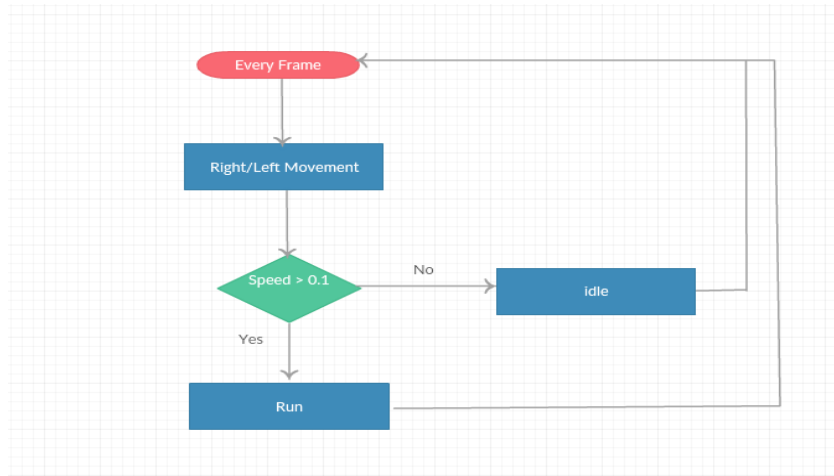 Every Frame
Right/Left Movement
Speed > 0.1
No
idle
Yes
Run